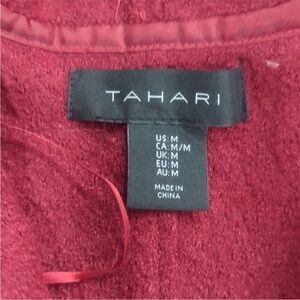 TAHARI
US: M
CA: M/M
UK: M
EU: M
AU: M
MADE IN
CHINA